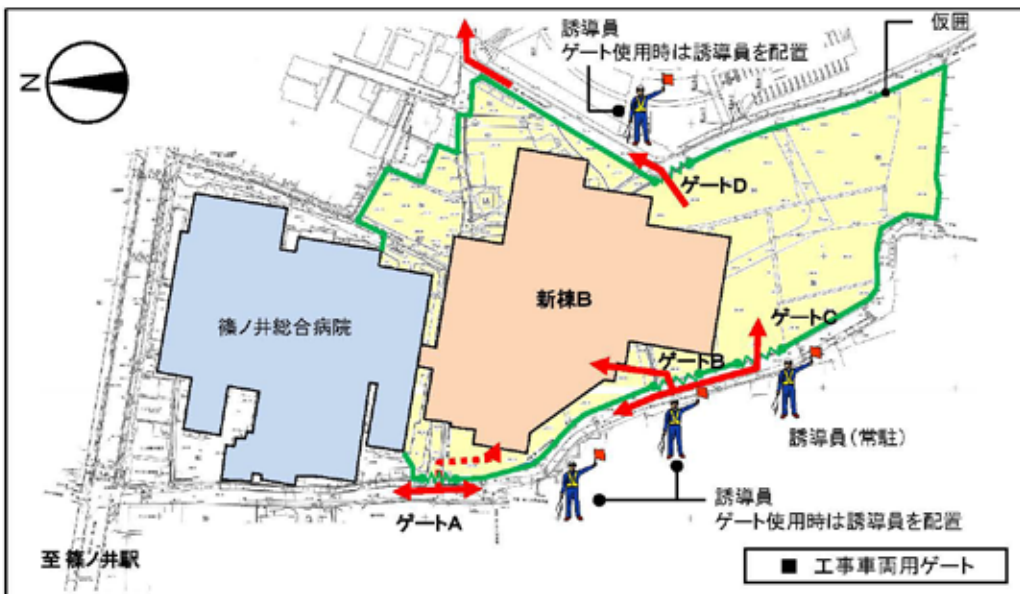 仮囲
誘導員
ゲート使用時は誘導員を配置
N
ゲートD
新棟B
篠ノ井総合病院
ゲートC
ゲートB
誘導員(常駐)
誘導員
ゲート使用時は誘導員を配置
ゲートA
至 篠ノ井駅
■ 工事車両用ゲート